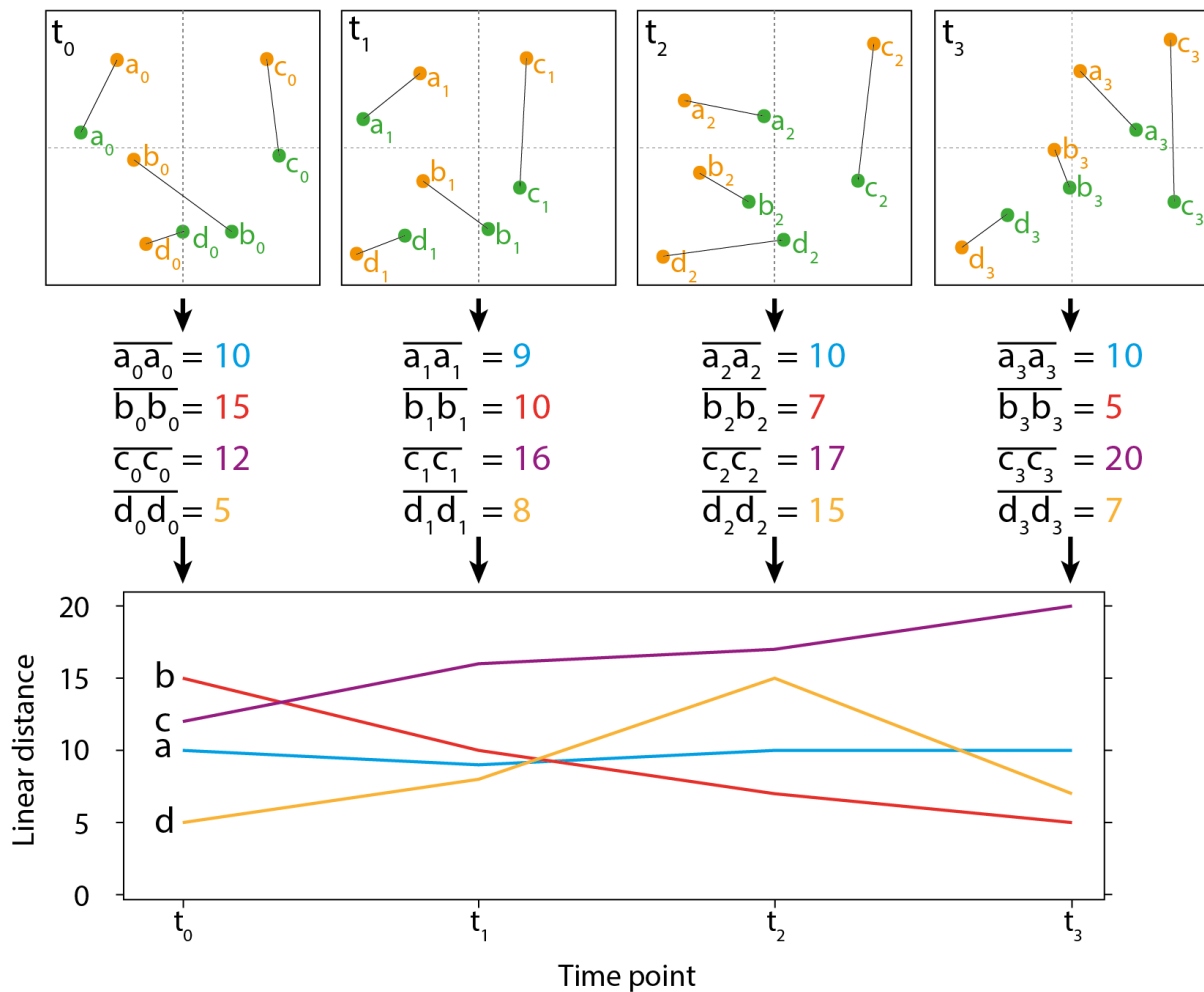 t0 t1 t2 t3
a0 a1 c1 a2 c2 a3 c3
c0
a0 a1 a2 a3
b0 c0 b1 c1 b2 c2 b3 c3
b3
d0 d0 b0 d1 d1 b1 d2 b2 d2 d3 d3
a0a0 = 10 a1a1 = 9 a2a2 = 10 a3a3 = 10
b0b0 = 15 b1b1 = 10 b2b2 = 7 b3b3 = 5
c0c0 = 12 c1c1 = 16 c2c2 = 17 c3c3 = 20
d0d0 = 5 d1d1 = 8 d2d2 = 15 d3d3 = 7
Linear distance
20
15
10
5
0
b
c
a
d
t0 t1 t2 t3
Time point